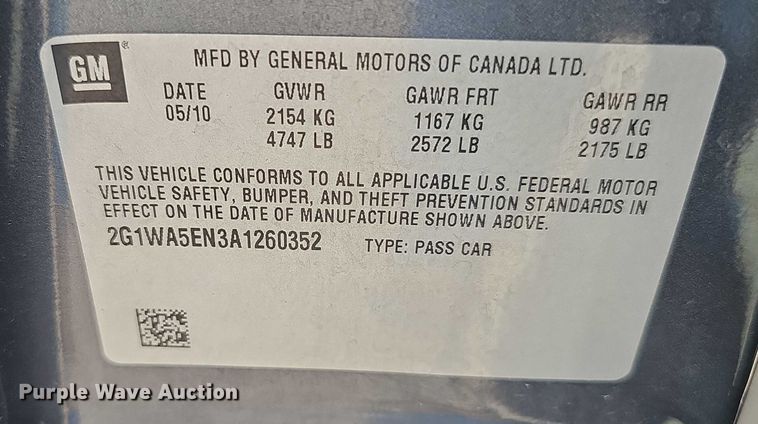 GM
MFD BY GENERAL MOTORS OF CANADA LTD.
DATE GVWR GAWR FRT GAWR RR
05/10 2154 KG 1167 KG 987 KG
4747 LB 2572 LB 2175 LB
THIS VEHICLE CONFORMS TO ALL APPLICABLE U.S. FEDERAL MOTOR
VEHICLE SAFETY, BUMPER, AND THEFT PREVENTION STANDARDS IN
EFFECT ON THE DATE OF MANUFACTURE SHOWN ABOVE.
2G1WA5EN3A1260352 TYPE: PASS CAR
Purple Wave Auction